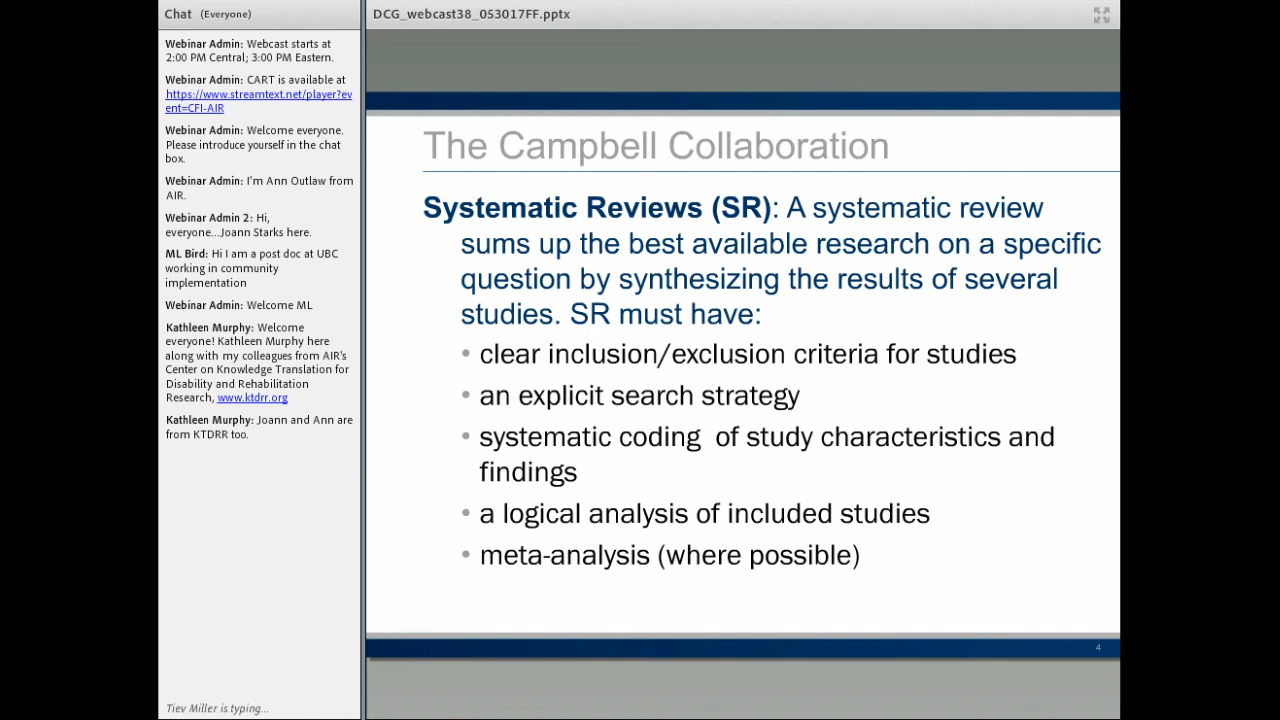 Chat (Everyone)
Webinar Admin: Webcast starts at
2:00 PM Central; 3:00 PM Eastern.
Webinar Admin: CART is available at
https://www.streamtext.net/player?ev
ent=CFI-AIR
Webinar Admin: Welcome everyone.
Please introduce yourself in the chat
box.
Webinar Admin: I'm Ann Outlaw from
AIR.
Webinar Admin 2: Hi,
everyone...Joann Starks here.
ML Bird: Hi I am a post doc at UBC
working in community
implementation
Webinar Admin: Welcome ML
Kathleen Murphy: Welcome
everyone! Kathleen Murphy here
along with my colleagues from AIR's
Center on Knowledge Translation for
Disability and Rehabilitation
Research, www.ktdrr.org
Kathleen Murphy: Joann and Ann are
from KTDRR too.
Tiev Miller is typing...
DCG_webcast38_053017FF.pptx
The Campbell Collaboration
Systematic Reviews (SR): A systematic review
sums up the best available research on a specific
question by synthesizing the results of several
studies. SR must have:
• clear inclusion/exclusion criteria for studies
• an explicit search strategy
• systematic coding  of study characteristics and
findings
• a logical analysis of included studies
• meta-analysis (where possible)
4